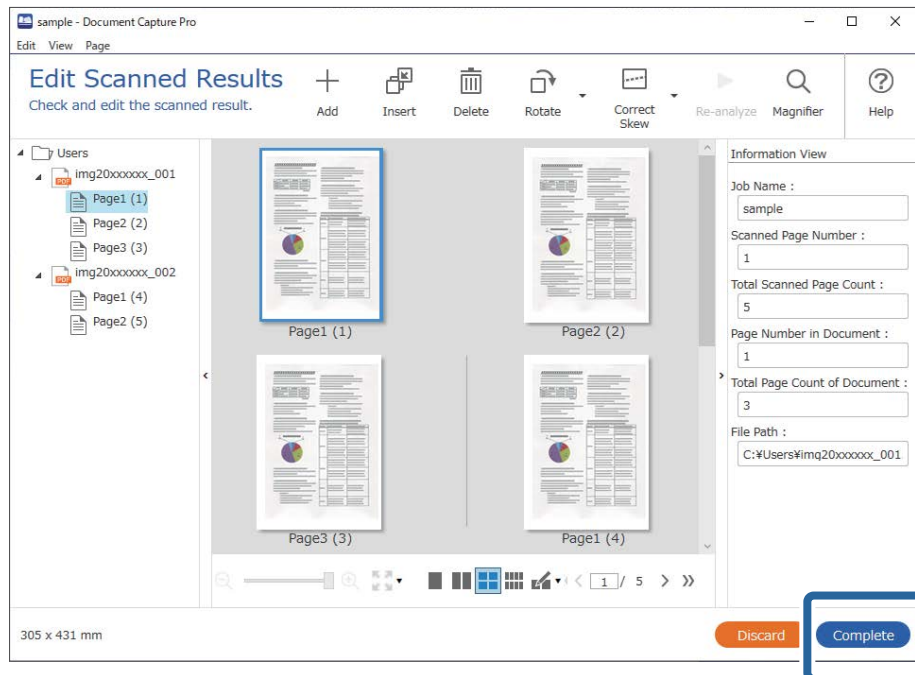 sample - Document Capture Pro
Edit View Page
Edit Scanned Results
Check and edit the scanned result.
Add
Insert
Delete
Rotate
Correct
Skew
Re-analyze
Magnifier
Help
Users
img20xxxxxx_001
Page1 (1)
Page2 (2)
Page3 (3)
img20xxxxxx_002
Page1 (4)
Page2 (5)
Page1 (1)
Page2 (2)
Page3 (3)
Page1 (4)
1 / 5
Information View
Job Name :
sample
Scanned Page Number :
1
Total Scanned Page Count :
5
Page Number in Document :
1
Total Page Count of Document :
3
File Path :
C:¥Users¥img20xxxxxx_001
305 x 431 mm
Discard
Complete